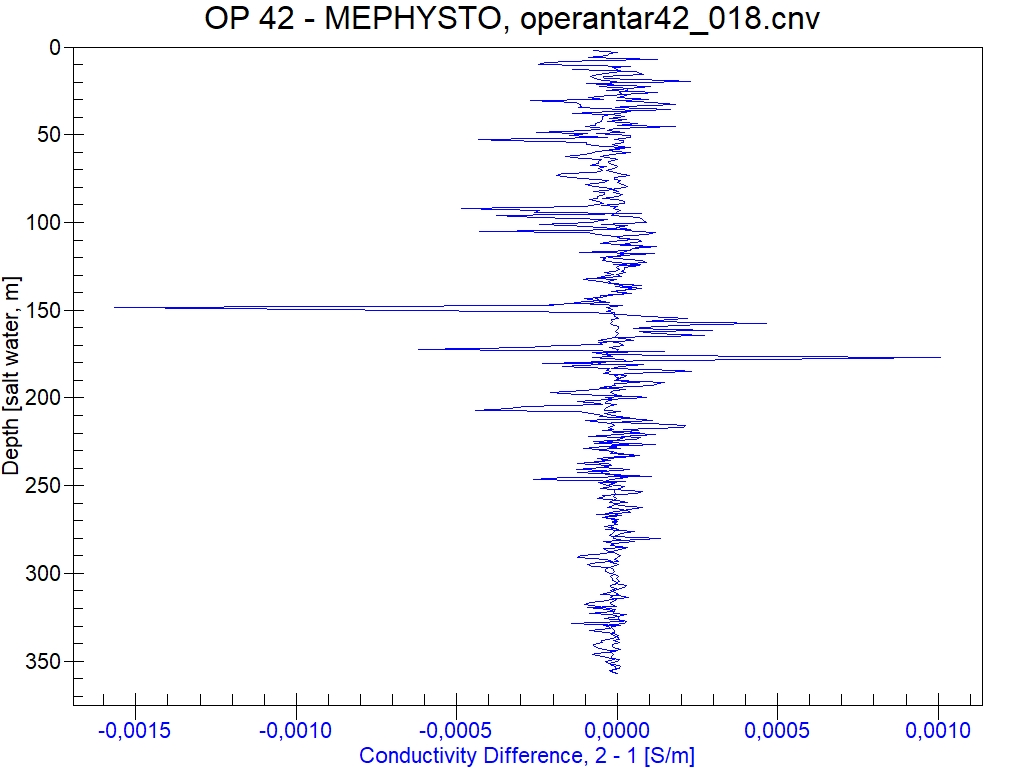 OP 42 - MEPHYSTO, operantar42_018.cnv
0
50
100
150
200
250
300
350
Depth [salt water, m]
-0,0015 -0,0010 -0,0005 0,0000 0,0005 0,0010
Conductivity Difference, 2 - 1 [S/m]